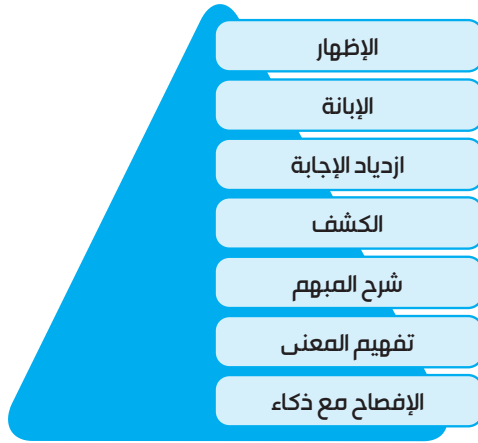 الإظهار
الإبانة
ازدياد الإجابة
الكشف
شرح المبهم
تفهيم المعنى
الإفصاح مع ذكاء